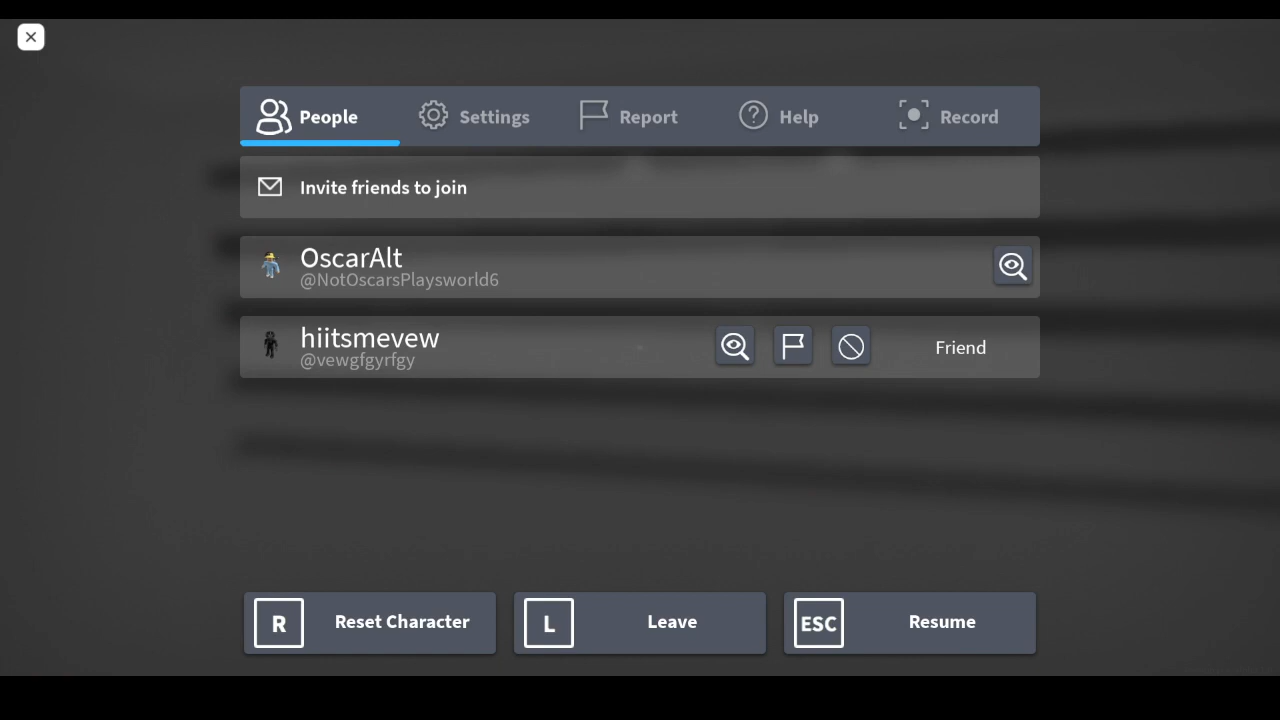 People
Settings
Report
Help
Record
Invite friends to join
OscarAlt
@NotOscarsPlaysworld6
hiitsmevew
@vewgfgyrfgy
Friend
R Reset Character
L Leave
ESC Resume